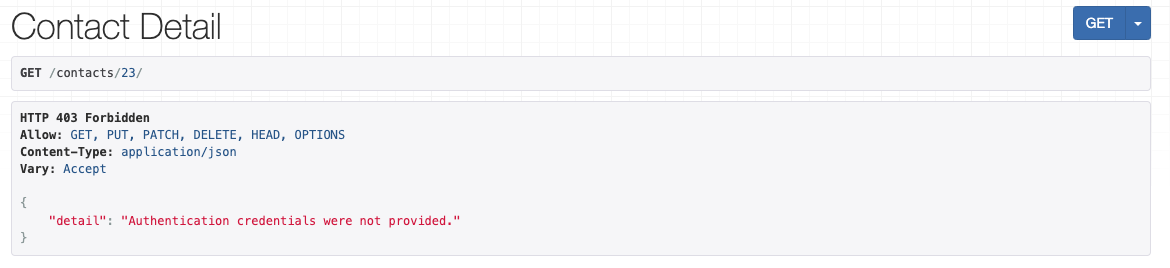 Contact Detail
GET
GET /contacts/23/
HTTP 403 Forbidden
Allow: GET, PUT, PATCH, DELETE, HEAD, OPTIONS
Content-Type: application/json
Vary: Accept
{
    "detail": "Authentication credentials were not provided."
}